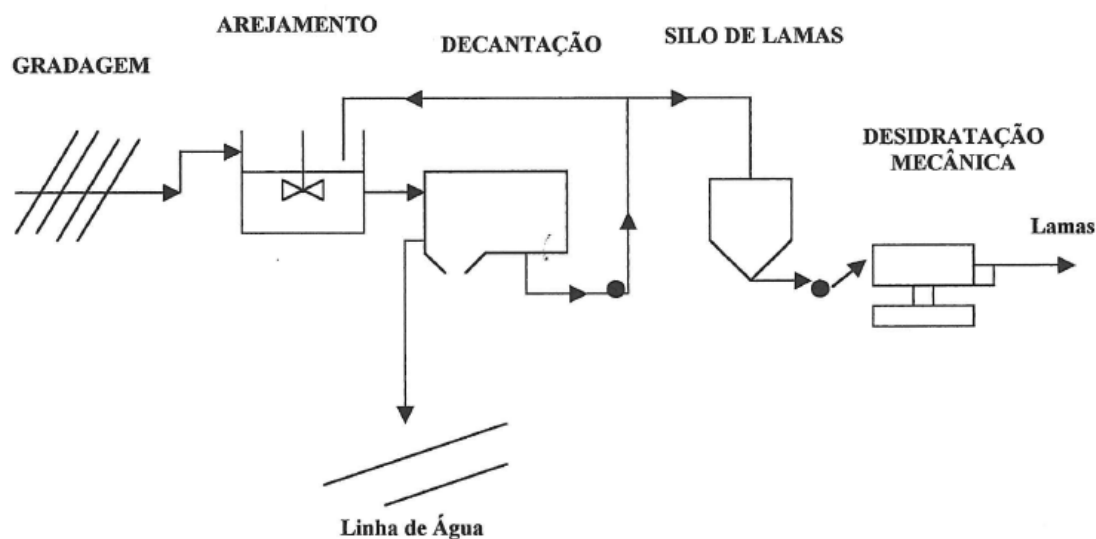 GRADAGEM
AREJAMENTO
DECANTAÇÃO
SILO DE LAMAS
DESIDRATAÇÃO
MECÂNICA
Lamas
Linha de Água